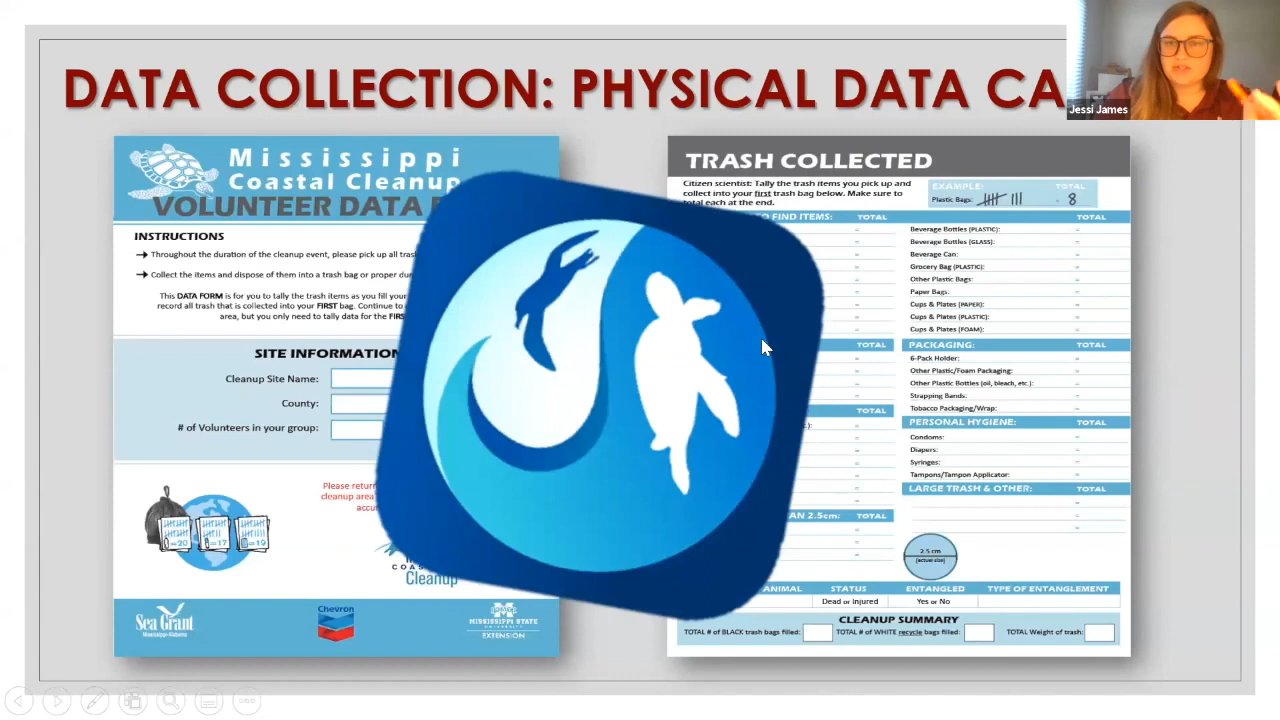 DATA COLLECTION: PHYSICAL DATA CA
Jessi James
Mississippi
Coastal Cleanup
VOLUNTEER DATA
INSTRUCTIONS
Throughout the duration of the cleanup event, please pick up all
Collect the items and dispose of them into a trash bag or proper
This DATA FORM is for you to tally the trash items as you fill your
record all trash that is collected into your FIRST bag. Continue to
area, but you only need to tally data for the
SITE INFORMATION
Cleanup Site Name:
County:
# of Volunteers in your group:
Please return
cleanup area
=20
=17
=19
Cleanup
Sea Grant
Mississippi-Alabama
Chevron
MISSISSIPPI STATE
UNIVERSITY
EXTENSION
TRASH COLLECTED
Citizen scientist: Tally the trash items you pick up and
collect into your first trash bag below. Make sure to
total each at the end.
EXAMPLE: TOTAL
Plastic Bags: - 8
TO FIND ITEMS: TOTAL
TOTAL
TOTAL
AN 2.5cm: TOTAL
TOTAL
Beverage Bottles (PLASTIC): =
Beverage Bottles (GLASS): =
Beverage Can: =
Grocery Bag (PLASTIC): =
Other Plastic Bags: =
Paper Bags: =
Cups & Plates (PAPER): =
Cups & Plates (PLASTIC): =
Cups & Plates (FOAM): =
PACKAGING: TOTAL
6-Pack Holder: =
Other Plastic/Foam Packaging: =
Other Plastic Bottles (oil, bleach, etc.): =
Strapping Bands: =
Tobacco Packaging/Wrap: =
PERSONAL HYGIENE: TOTAL
Condoms: =
Diapers: =
Syringes: =
Tampons/Tampon Applicator: =
LARGE TRASH & OTHER: TOTAL
2.5 cm
(actual size)
ANIMAL STATUS ENTANGLED TYPE OF ENTANGLEMENT
Dead or Injured Yes or No
CLEANUP SUMMARY
TOTAL # of BLACK trash bags filled: TOTAL # of WHITE recycle bags filled: TOTAL Weight of trash: